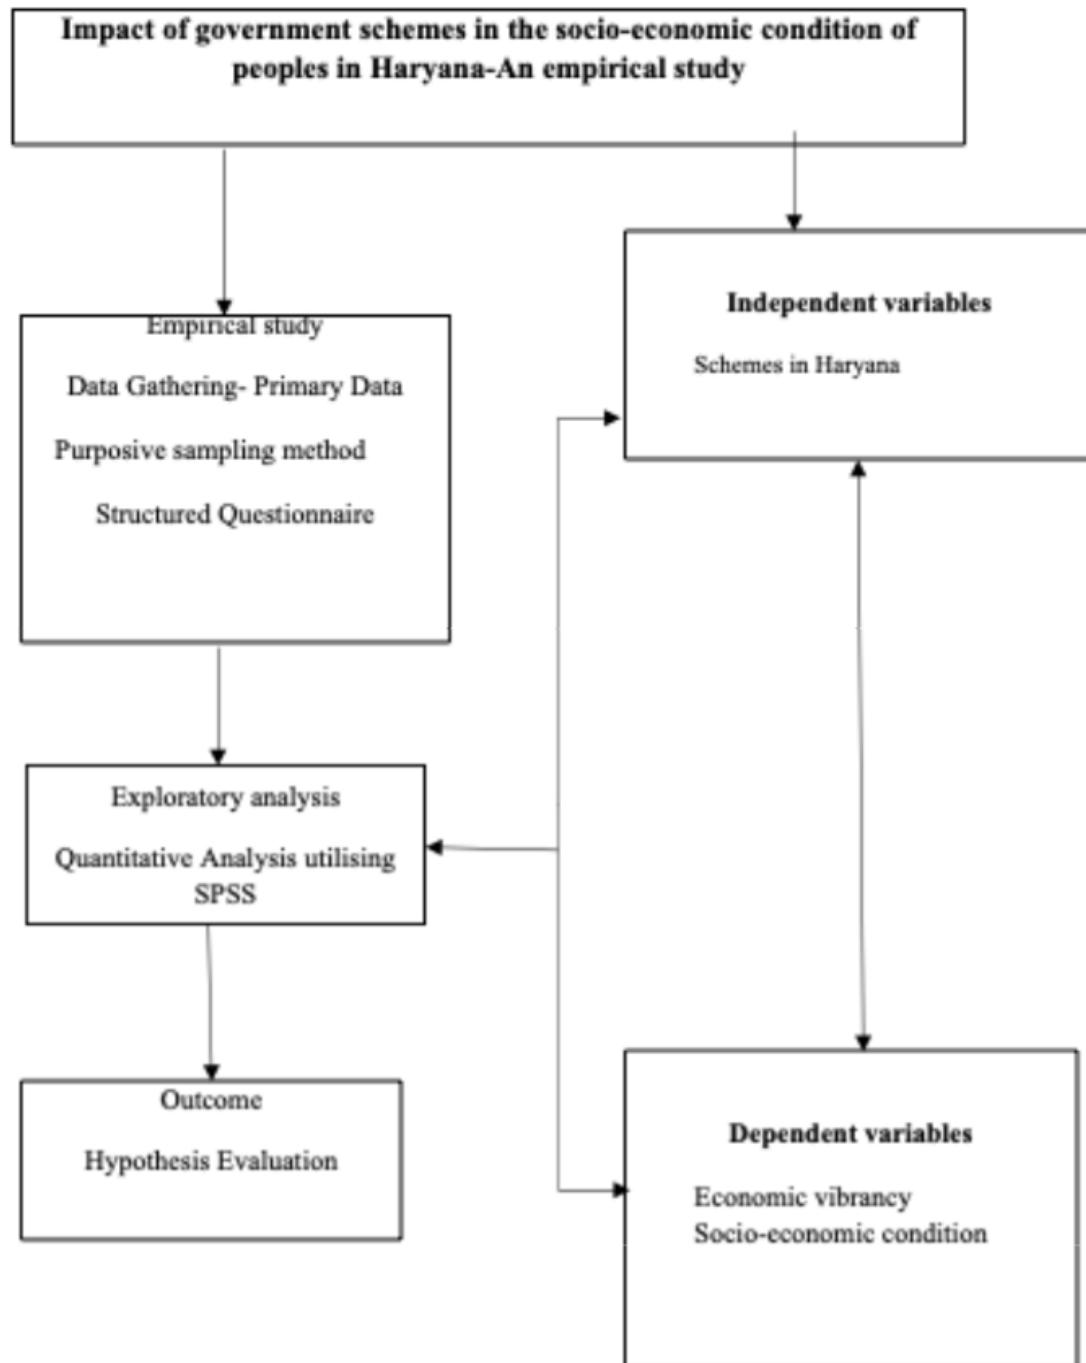 Impact of government schemes in the socio-economic condition of
peoples in Haryana-An empirical study
Independent variables
Schemes in Haryana
Empirical study
Data Gathering- Primary Data
Purposive sampling method
Structured Questionnaire
Exploratory analysis
Quantitative Analysis utilising
SPSS
Outcome
Hypothesis Evaluation
Dependent variables
Economic vibrancy
Socio-economic condition